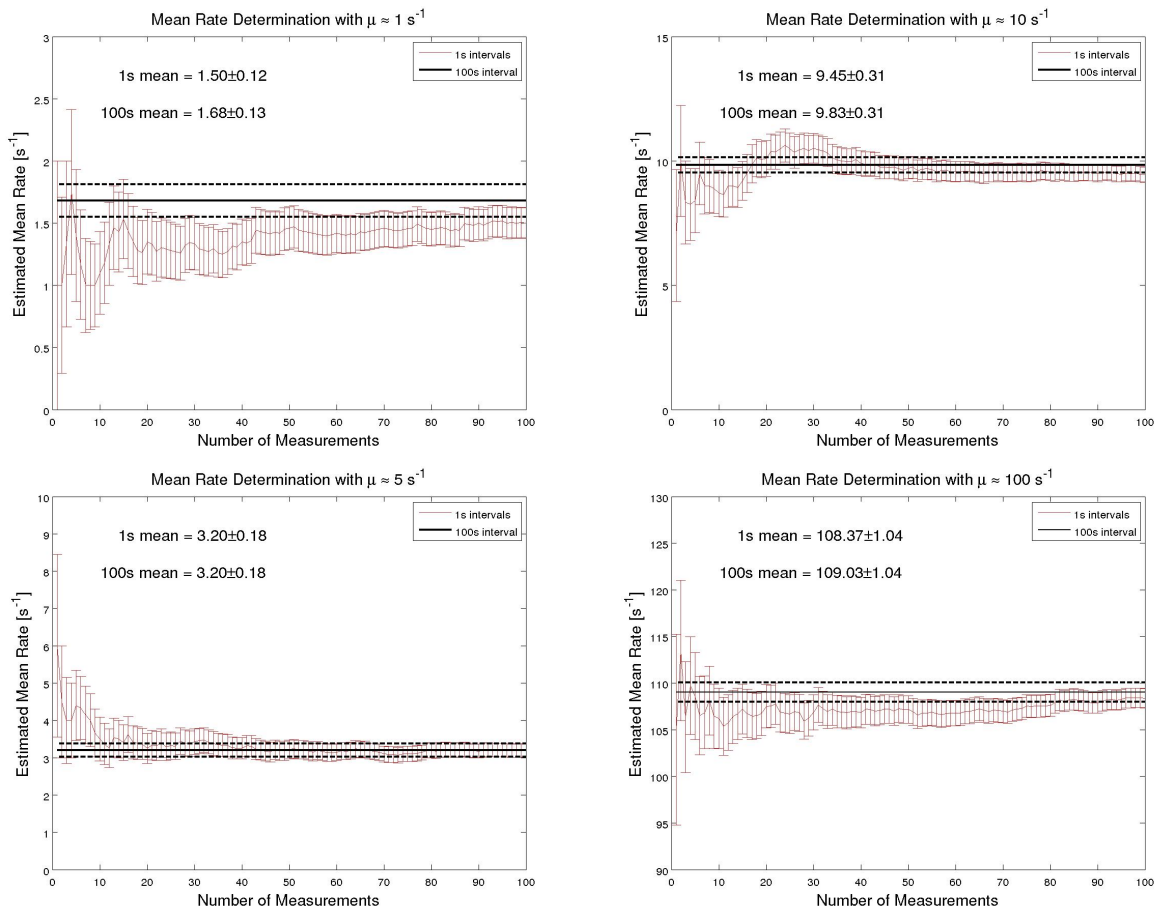 Mean Rate Determination with μ ≈ 1 s⁻¹
3
2.5
2
1.5
1
0.5
0
Estimated Mean Rate [s⁻¹]
1s intervals
100s interval
1s mean = 1.50±0.12
100s mean = 1.68±0.13
0 10 20 30 40 50 60 70 80 90 100
Number of Measurements
Mean Rate Determination with μ ≈ 10 s⁻¹
15
10
5
0
Estimated Mean Rate [s⁻¹]
1s intervals
100s interval
1s mean = 9.45±0.31
100s mean = 9.83±0.31
0 10 20 30 40 50 60 70 80 90 100
Number of Measurements
Mean Rate Determination with μ ≈ 5 s⁻¹
10
9
8
7
6
5
4
3
2
1
0
Estimated Mean Rate [s⁻¹]
1s intervals
100s interval
1s mean = 3.20±0.18
100s mean = 3.20±0.18
0 10 20 30 40 50 60 70 80 90 100
Number of Measurements
Mean Rate Determination with μ ≈ 100 s⁻¹
130
125
120
115
110
105
100
95
90
Estimated Mean Rate [s⁻¹]
1s intervals
100s interval
1s mean = 108.37±1.04
100s mean = 109.03±1.04
0 10 20 30 40 50 60 70 80 90 100
Number of Measurements